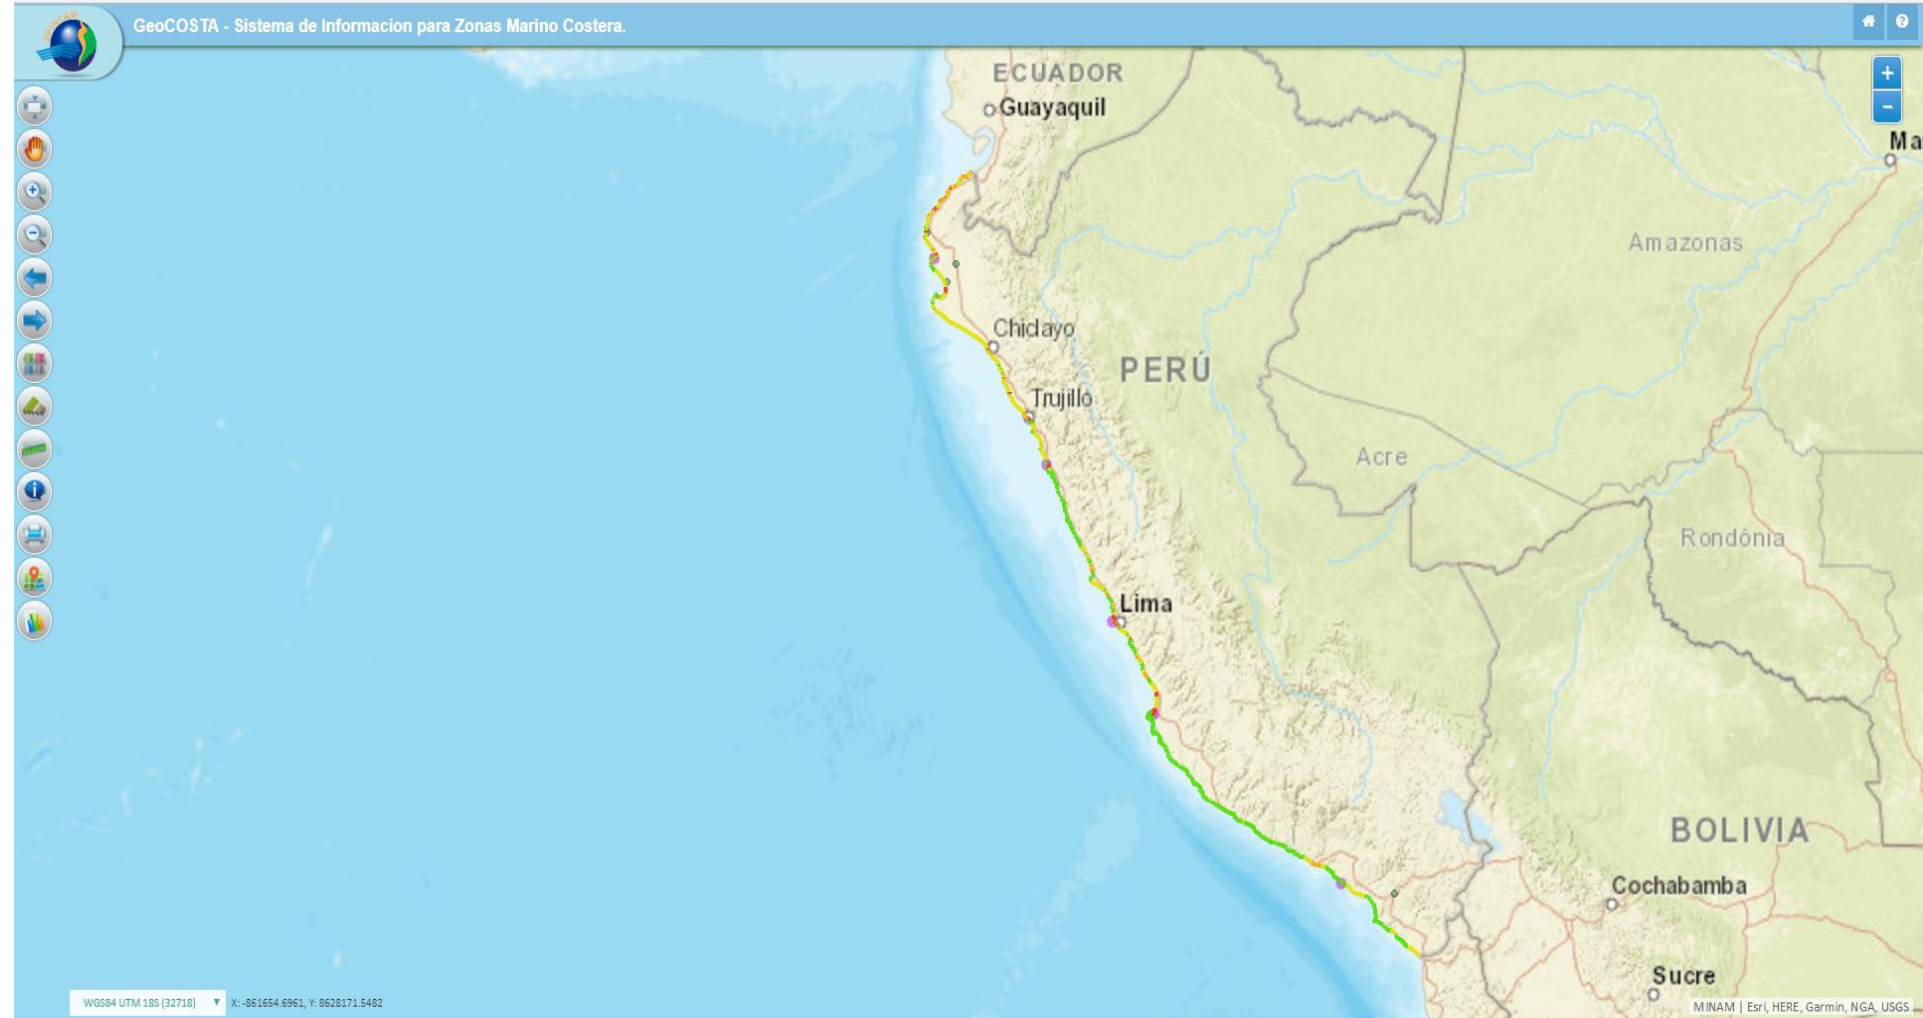 GeoCOSTA - Sistema de Informacion para Zonas Marino Costera.
ECUADOR
Guayaquil
Ma
Amazonas
Chiclayo
PERÚ
Trujillo
Acre
Rondônia
Lima
BOLIVIA
Cochabamba
Sucre
WGS84 UTM 18S (32718)
X: -861654.6961, Y: 8628171.5482
MINAM | Esri, HERE, Garmin, NGA, USGS